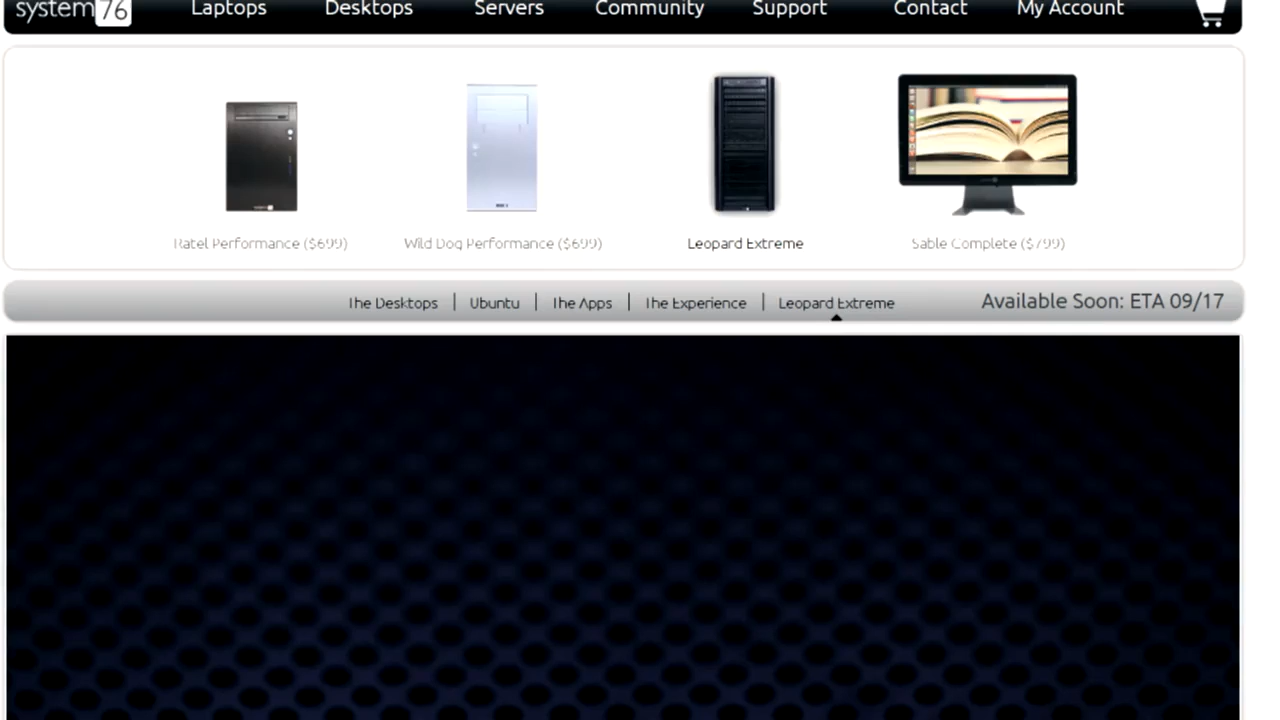 system76 Laptops Desktops Servers Community Support Contact My Account
Ratel Performance ($699) Wild Dog Performance ($699) Leopard Extreme Sable Complete ($799)
The Desktops | Ubuntu | The Apps | The Experience | Leopard Extreme Available Soon: ETA 09/17